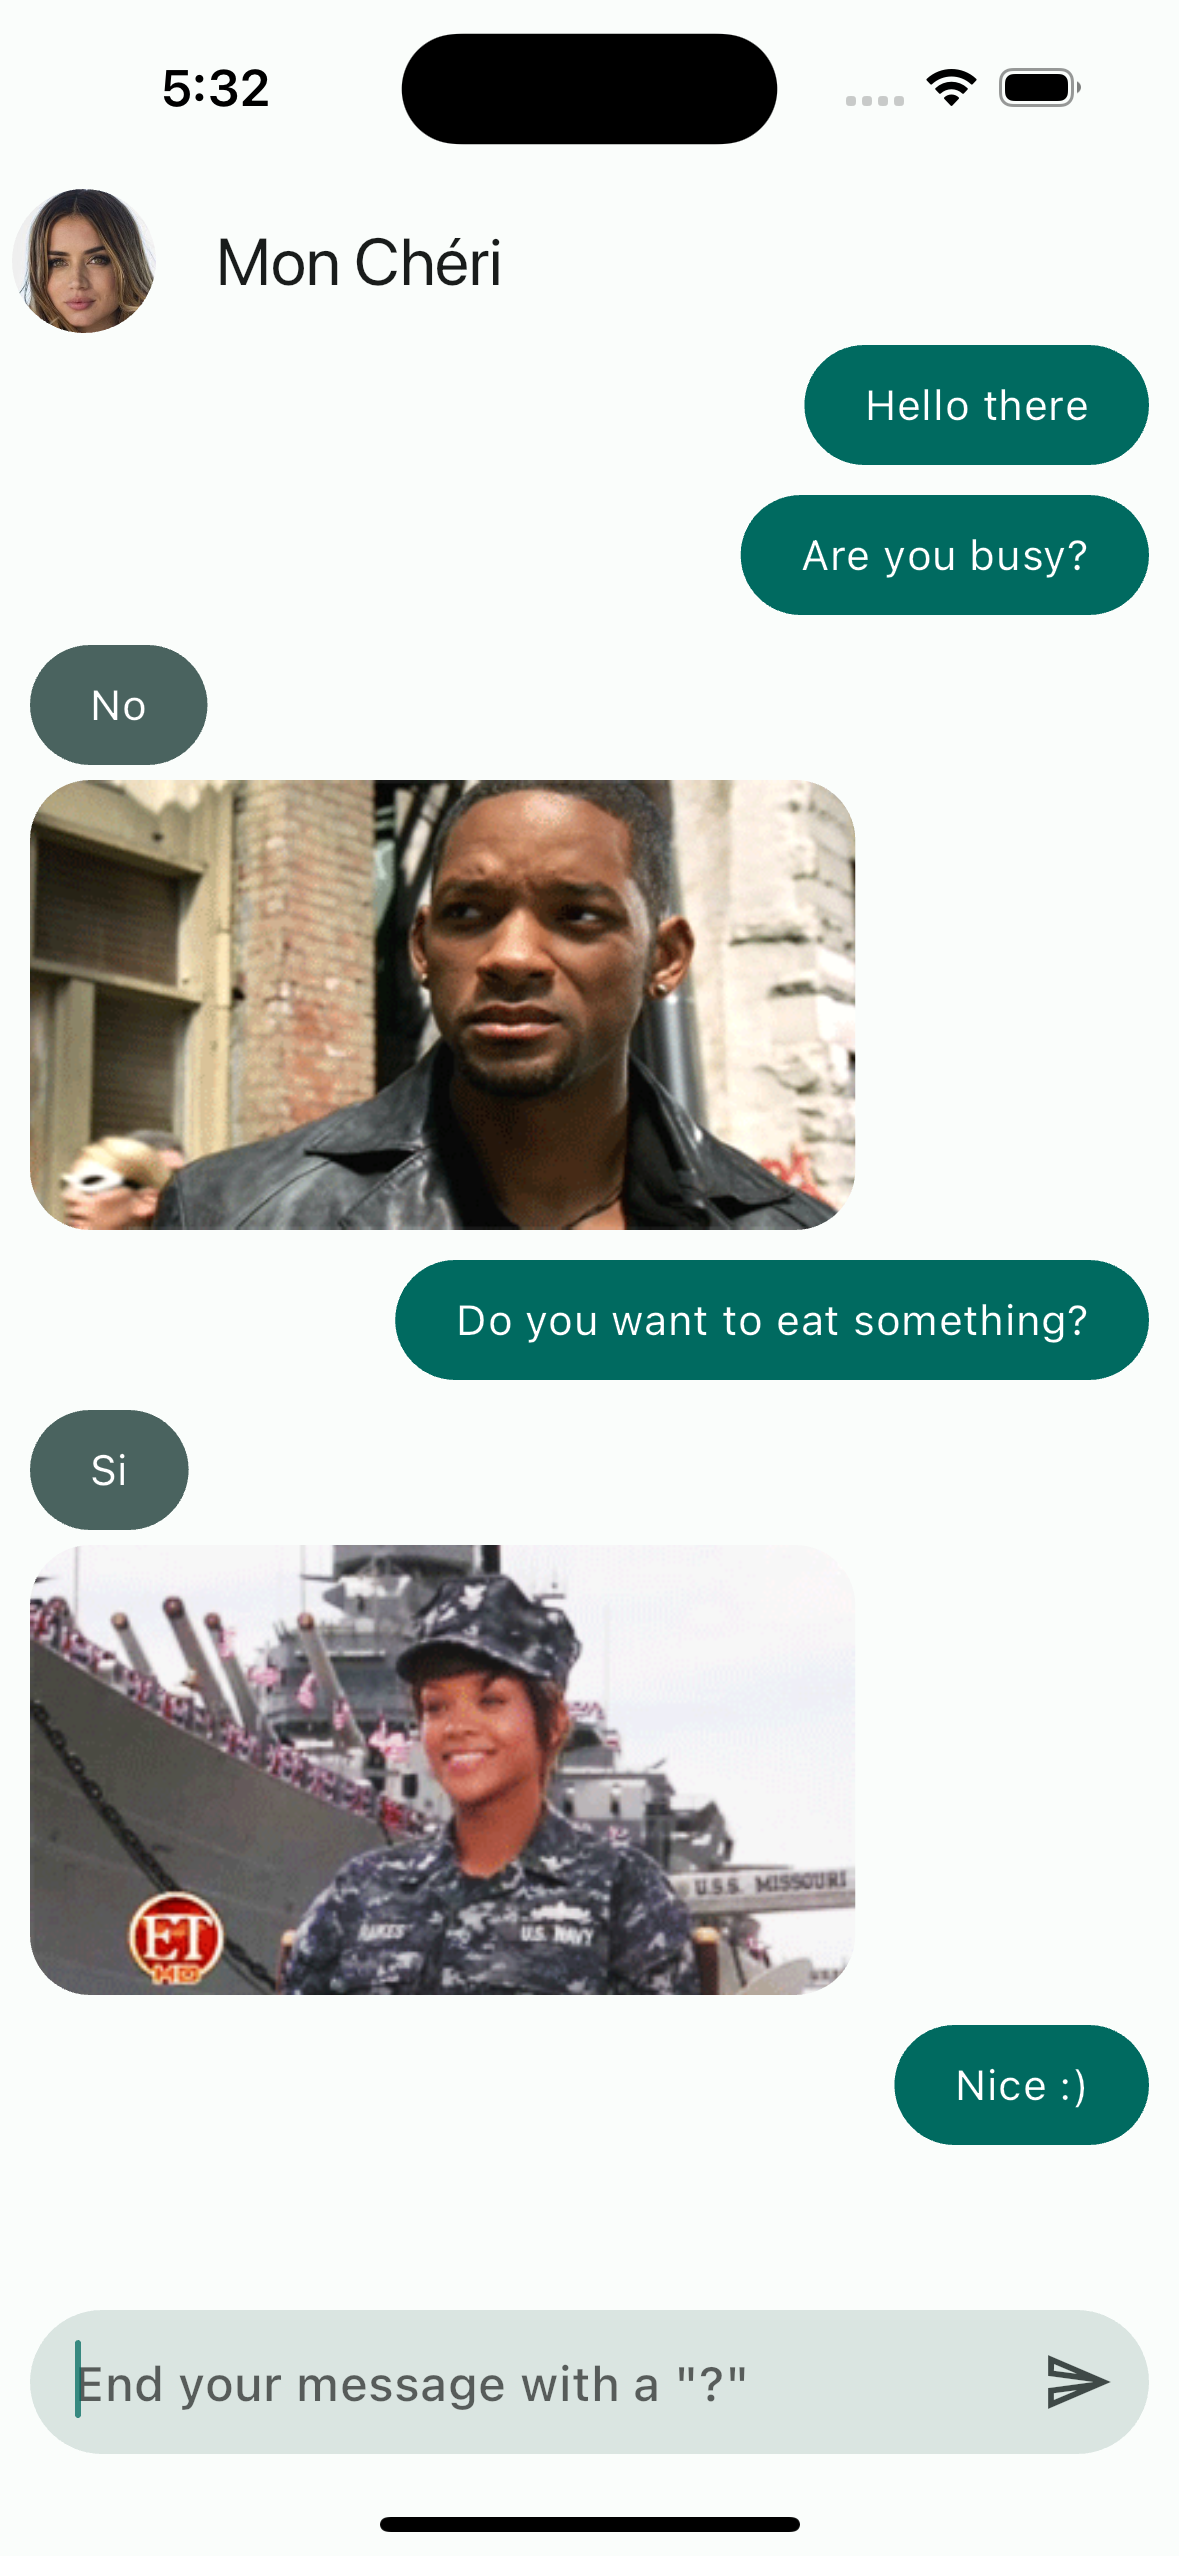 5:32
Mon Chéri
Hello there
Are you busy?
No
Do you want to eat something?
Si
U.S.S. MISSOURI
U.S. NAVY
ET
HD
Nice :)
End your message with a "?"